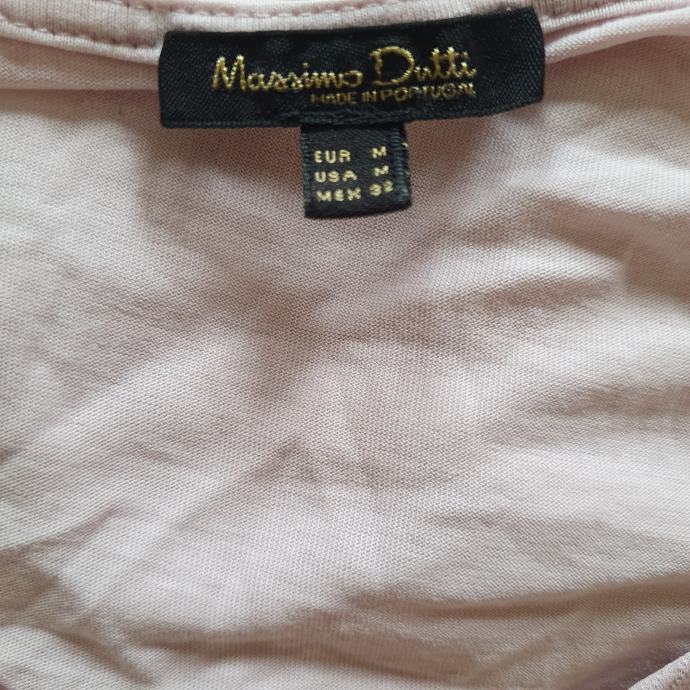 Massimo Dutti
MADE IN PORTUGAL
EUR M
USA M
MEX 32